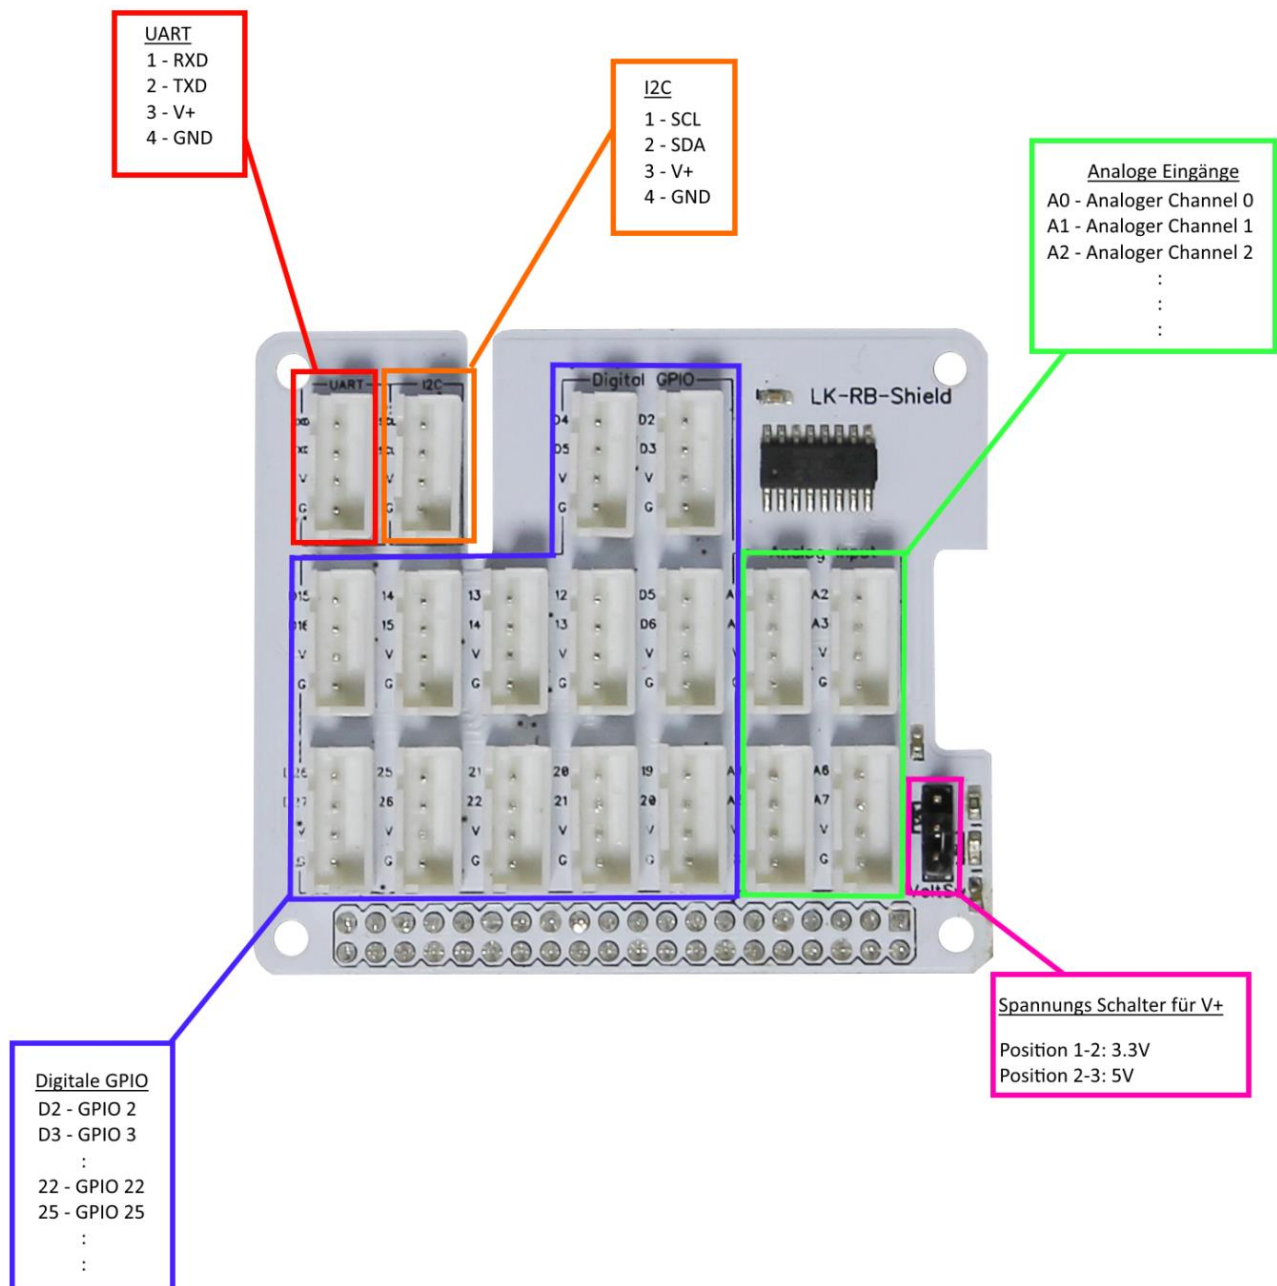 UART
1 - RXD
2 - TXD
3 - V+
4 - GND
I2C
1 - SCL
2 - SDA
3 - V+
4 - GND
Analoge Eingänge
A0 - Analoger Channel 0
A1 - Analoger Channel 1
A2 - Analoger Channel 2
:
:
:
UART I2C Digital GPIO
LK-RB-Shield
D4 D2
D5 D3
V V V V
G G G G
Analog Input
D15 14 13 12 D5 A2
D16 15 14 13 D6 A3
V V V V V V
G G G G G G
25 21 20 19 A6
26 22 21 20 A7
V V V V V V
G G G G G G
Spannungs Schalter für V+
Position 1-2: 3.3V
Position 2-3: 5V
Digitale GPIO
D2 - GPIO 2
D3 - GPIO 3
:
22 - GPIO 22
25 - GPIO 25
:
: